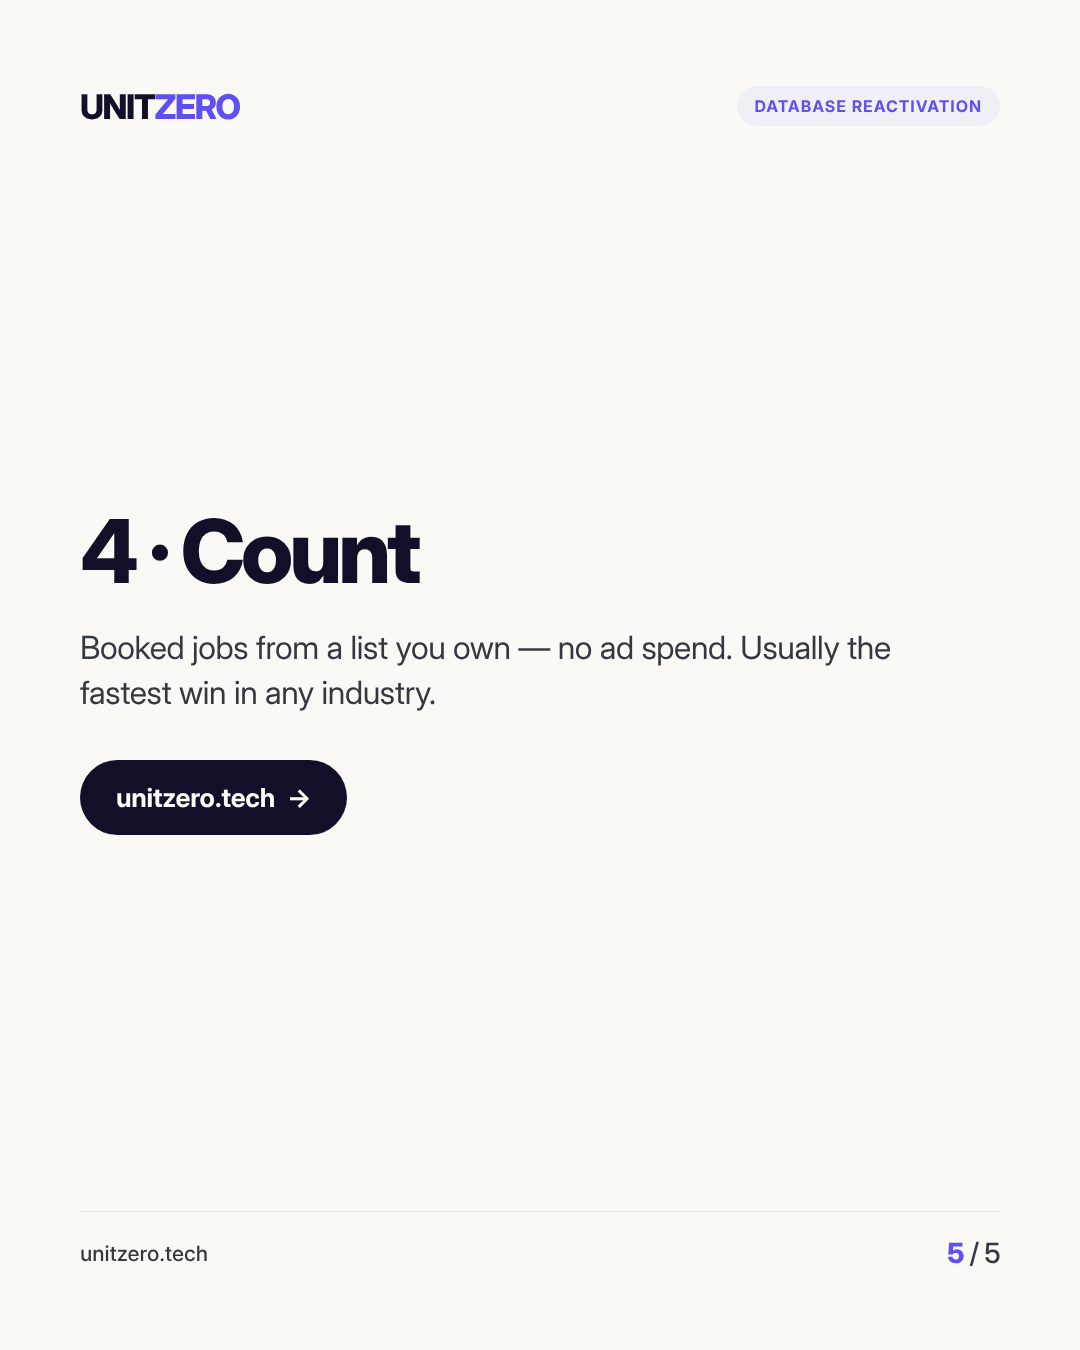 UNITZERO
DATABASE REACTIVATION
4 · Count
Booked jobs from a list you own — no ad spend. Usually the
fastest win in any industry.
unitzero.tech →
unitzero.tech
5 / 5